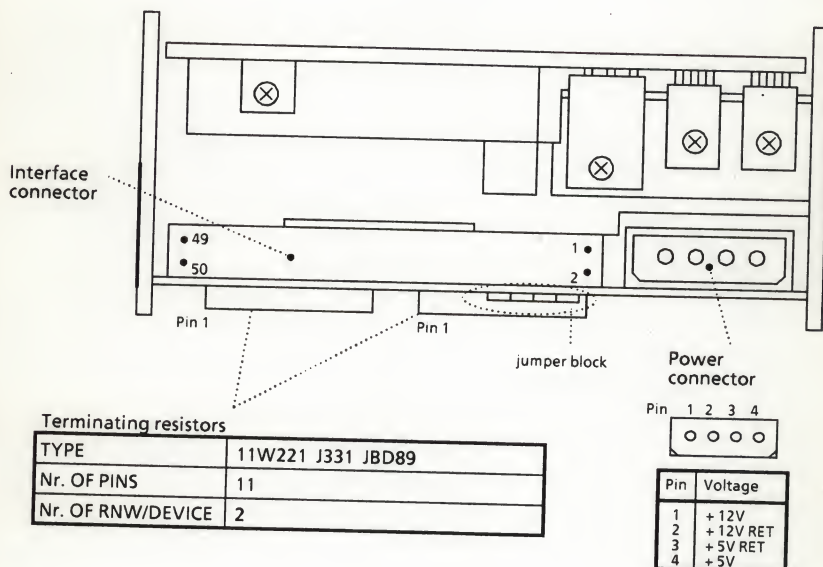 Interface
connector
49
50
1
2
Pin 1
Pin 1
jumper block
Power
connector
Pin 1 2 3 4
Terminating resistors
TYPE 11W221 J331 JBD89
Nr. OF PINS 11
Nr. OF RNW/DEVICE 2
Pin Voltage
1 +12V
2 +12V RET
3 +5V RET
4 +5V